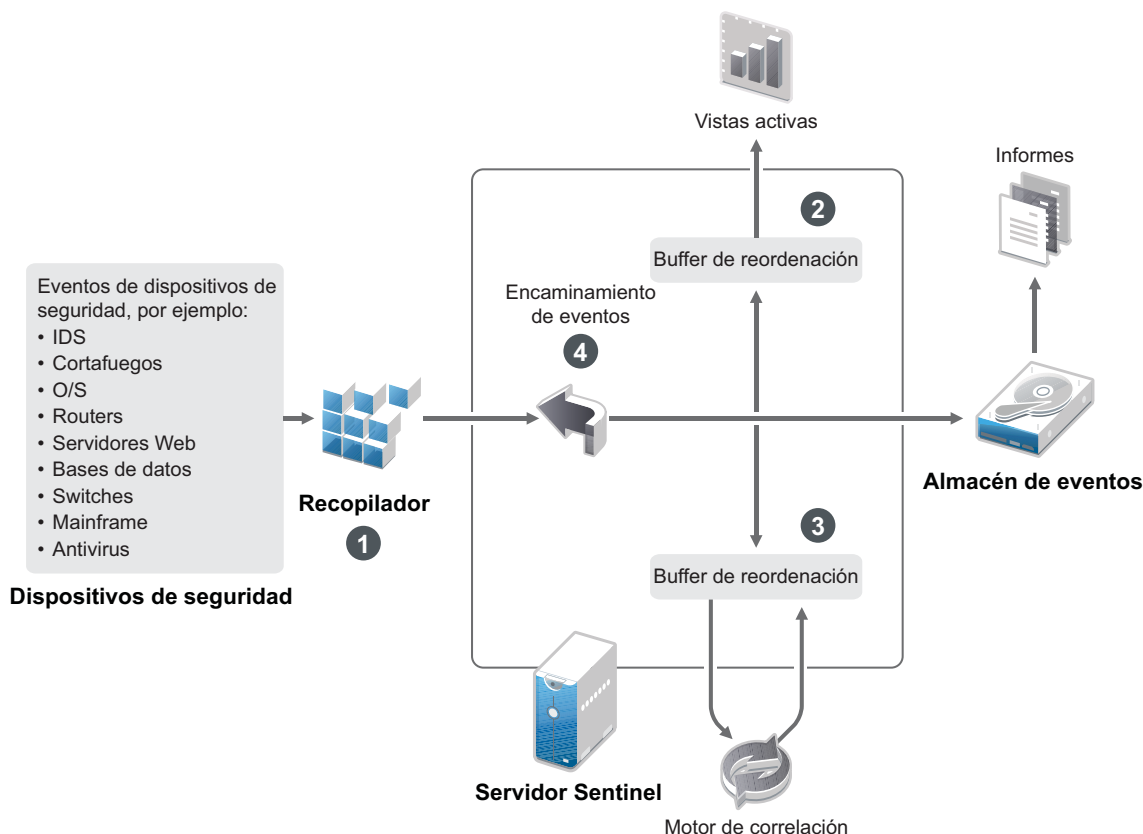 Vistas activas
Informes
2
Buffer de reordenación
Eventos de dispositivos de
seguridad, por ejemplo:
• IDS
• Cortafuegos
• O/S
• Routers
• Servidores Web
• Bases de datos
• Switches
• Mainframe
• Antivirus
Dispositivos de seguridad
Encaminamiento
de eventos
4
Recopilador
1
Almacén de eventos
3
Buffer de reordenación
Servidor Sentinel
Motor de correlación